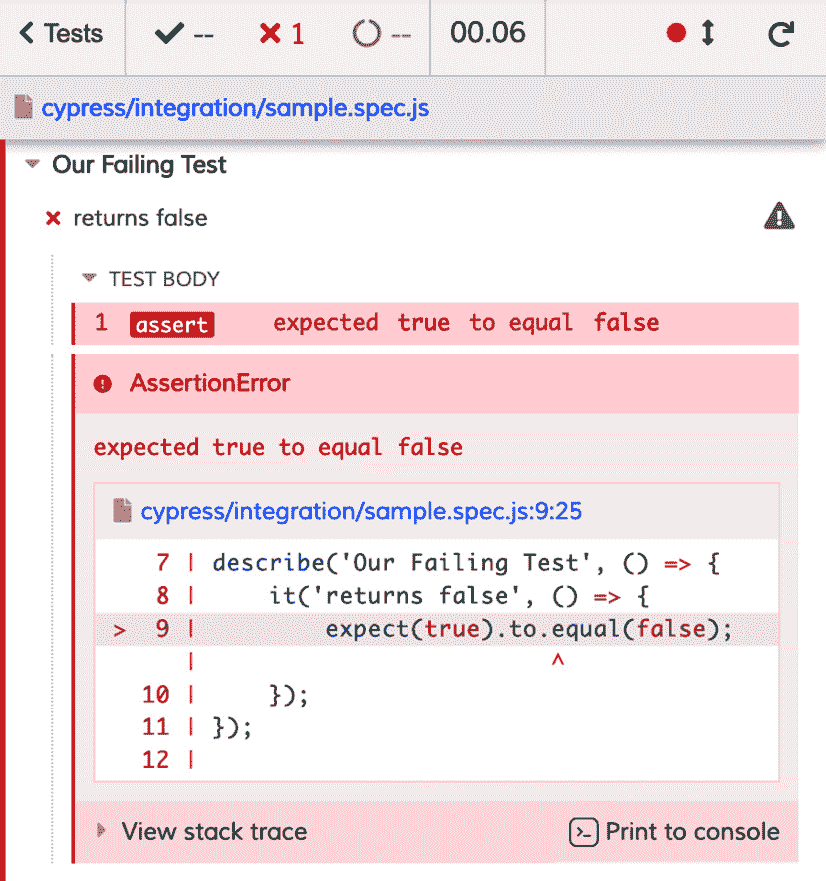 Tests -- 1 -- 00.06
cypress/integration/sample.spec.js
Our Failing Test
returns false
TEST BODY
1 assert expected true to equal false
AssertionError
expected true to equal false
cypress/integration/sample.spec.js:9:25
7 | describe('Our Failing Test', () => {
8 |     it('returns false', () => {
> 9 |         expect(true).to.equal(false);
|                         ^
10 |     });
11 | });
12 |
View stack trace Print to console